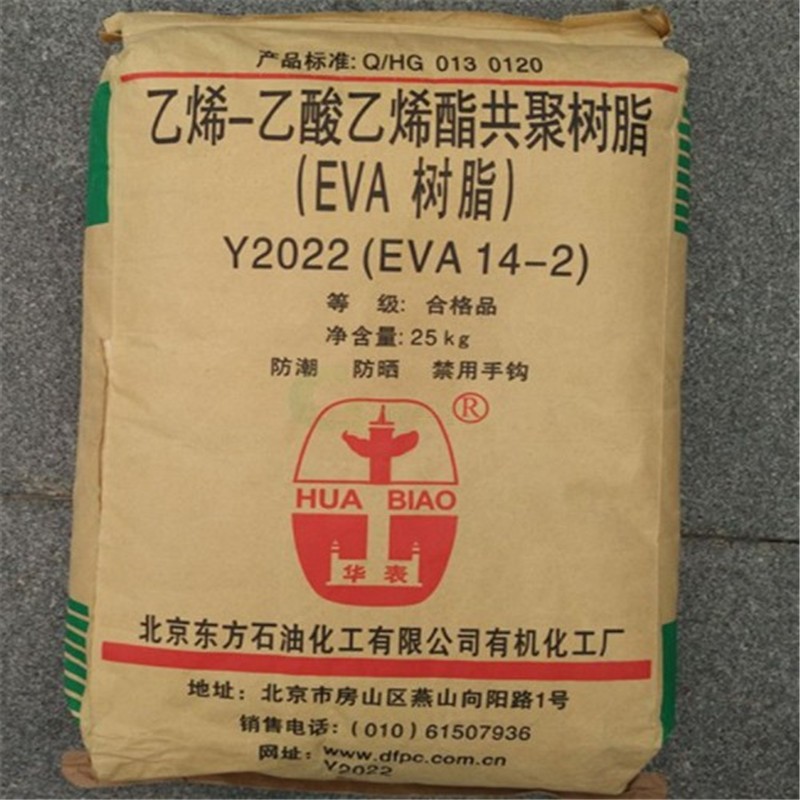 产品标准: Q/HG 013 0120
乙烯-乙酸乙烯酯共聚树脂
(EVA 树脂)
Y2022 (EVA 14-2)
等 级: 合格品
净含量: 25kg
防潮 防晒 禁用手钩
®
HUA BIAO
华表
北京东方石油化工有限公司有机化工厂
地址: 北京市房山区燕山向阳路1号
销售电话: (010) 61507936
网址: www.dfpc.com.cn
Y2022